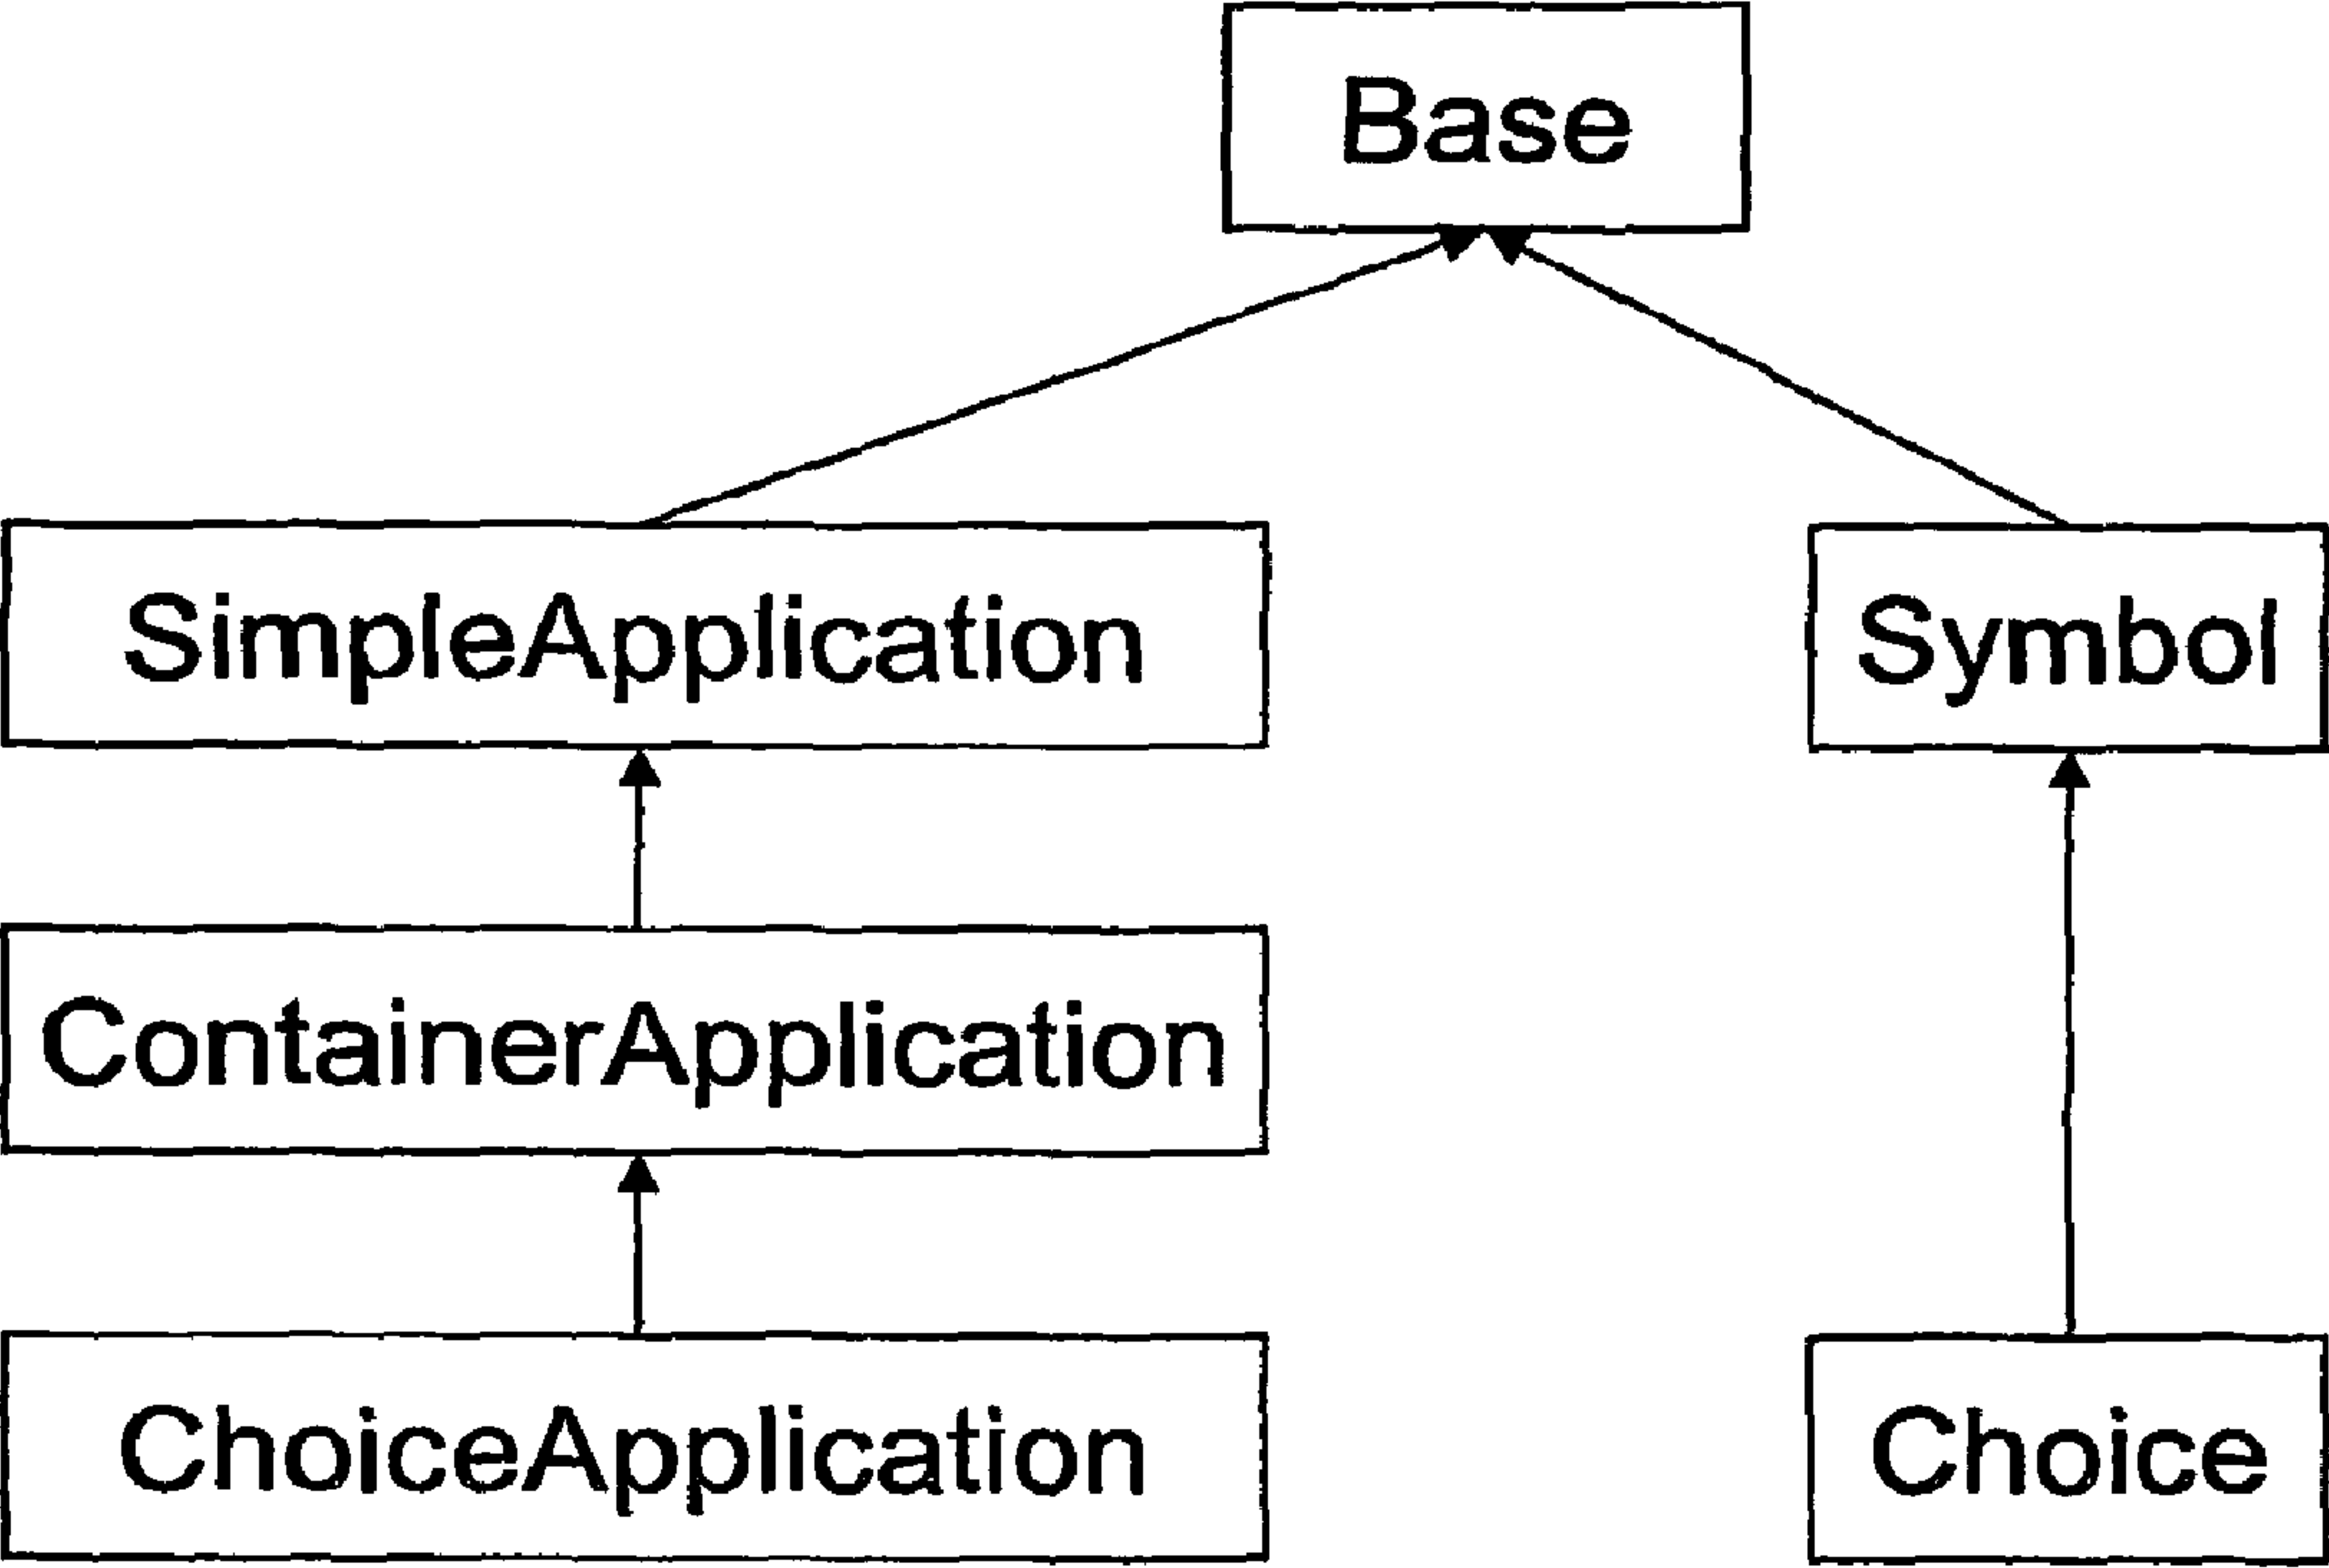 Base
SimpleApplication
Symbol
ContainerApplication
ChoiceApplication
Choice